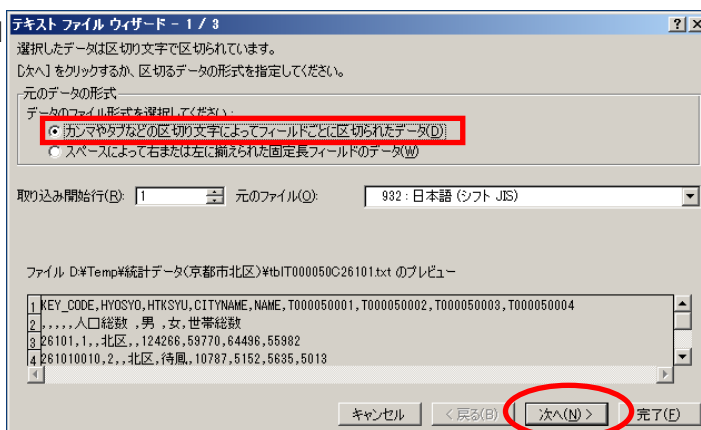 テキスト ファイル ウィザード - 1 / 3
選択したデータは区切り文字で区切られています。
[次へ] をクリックするか、区切るデータの形式を指定してください。
元のデータの形式
データのファイル形式を選択してください:
カンマやタブなどの区切り文字によってフィールドごとに区切られたデータ(D)
スペースによって右または左に揃えられた固定長フィールドのデータ(W)
取り込み開始行(R): 1 元のファイル(O): 932 : 日本語 (シフト JIS)
ファイル D:¥Temp¥統計データ(京都市北区)¥tblT000050C26101.txt のプレビュー
1 KEY_CODE,HYOSYO,HTKSYU,CITYNAME,NAME,T000050001,T000050002,T000050003,T000050004
2 ,,,,,人口総数 ,男 ,女,世帯総数
3 26101,1,,北区,,124266,59770,64496,55982
4 261010010,2,,北区,待鳳,10787,5152,5635,5013
キャンセル < 戻る(B) 次へ(N) > 完了(F)